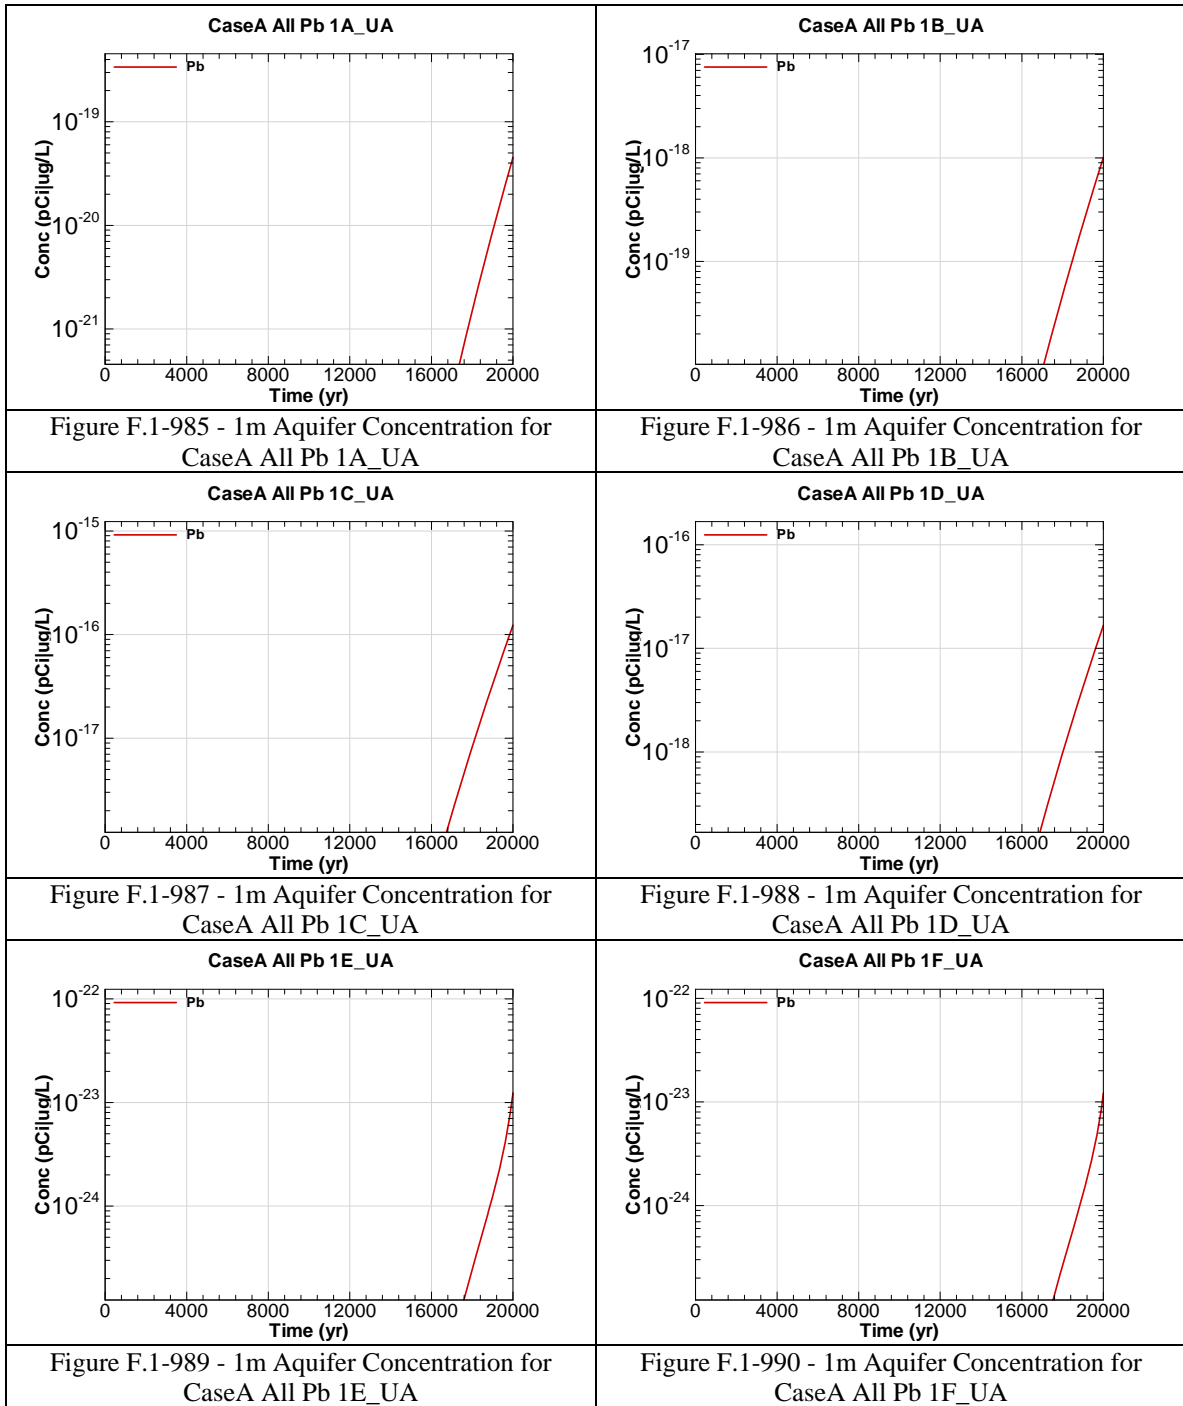 CaseA All Pb 1A_UA
Pb
10-19
10-20
10-21
Conc (pCi|ug/L)
0 4000 8000 12000 16000 20000
Time (yr)
Figure F.1-985 - 1m Aquifer Concentration for
CaseA All Pb 1A_UA
CaseA All Pb 1B_UA
Pb
10-17
10-18
10-19
Conc (pCi|ug/L)
0 4000 8000 12000 16000 20000
Time (yr)
Figure F.1-986 - 1m Aquifer Concentration for
CaseA All Pb 1B_UA
CaseA All Pb 1C_UA
Pb
10-15
10-16
10-17
Conc (pCi|ug/L)
0 4000 8000 12000 16000 20000
Time (yr)
Figure F.1-987 - 1m Aquifer Concentration for
CaseA All Pb 1C_UA
CaseA All Pb 1D_UA
Pb
10-16
10-17
10-18
Conc (pCi|ug/L)
0 4000 8000 12000 16000 20000
Time (yr)
Figure F.1-988 - 1m Aquifer Concentration for
CaseA All Pb 1D_UA
CaseA All Pb 1E_UA
Pb
10-22
10-23
10-24
Conc (pCi|ug/L)
0 4000 8000 12000 16000 20000
Time (yr)
Figure F.1-989 - 1m Aquifer Concentration for
CaseA All Pb 1E_UA
CaseA All Pb 1F_UA
Pb
10-22
10-23
10-24
Conc (pCi|ug/L)
0 4000 8000 12000 16000 20000
Time (yr)
Figure F.1-990 - 1m Aquifer Concentration for
CaseA All Pb 1F_UA